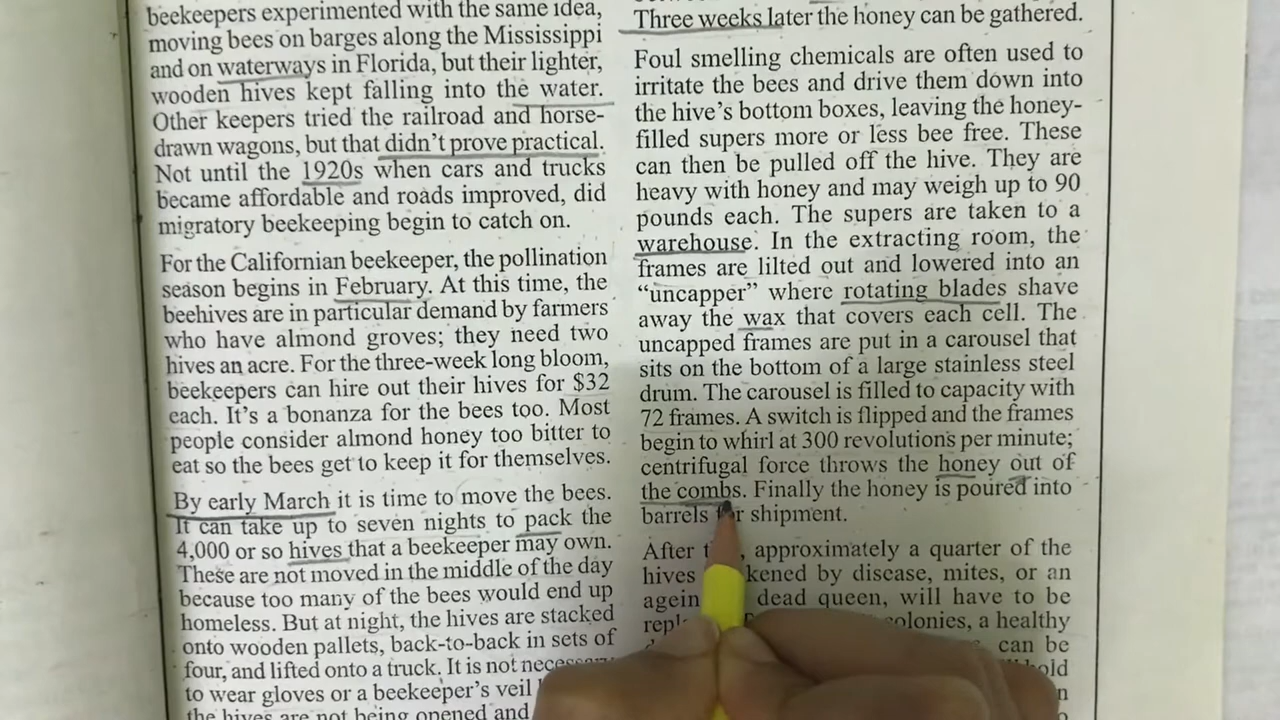 beekeepers experimented with the same idea,
moving bees on barges along the Mississippi
and on waterways in Florida, but their lighter,
wooden hives kept falling into the water.
Other keepers tried the railroad and horse-
drawn wagons, but that didn't prove practical.
Not until the 1920s when cars and trucks
became affordable and roads improved, did
migratory beekeeping begin to catch on.
For the Californian beekeeper, the pollination
season begins in February. At this time, the
beehives are in particular demand by farmers
who have almond groves; they need two
hives an acre. For the three-week long bloom,
beekeepers can hire out their hives for $32
each. It's a bonanza for the bees too. Most
people consider almond honey too bitter to
eat so the bees get to keep it for themselves.
By early March it is time to move the bees.
It can take up to seven nights to pack the
4,000 or so hives that a beekeeper may own.
These are not moved in the middle of the day
because too many of the bees would end up
homeless. But at night, the hives are stacked
onto wooden pallets, back-to-back in sets of
four, and lifted onto a truck. It is not
to wear gloves or a beekeeper's veil
the hives are not being opened and
Three weeks later the honey can be gathered.
Foul smelling chemicals are often used to
irritate the bees and drive them down into
the hive's bottom boxes, leaving the honey-
filled supers more or less bee free. These
can then be pulled off the hive. They are
heavy with honey and may weigh up to 90
pounds each. The supers are taken to a
warehouse. In the extracting room, the
frames are lilted out and lowered into an
“uncapper” where rotating blades shave
away the wax that covers each cell. The
uncapped frames are put in a carousel that
sits on the bottom of a large stainless steel
drum. The carousel is filled to capacity with
72 frames. A switch is flipped and the frames
begin to whirl at 300 revolutions per minute;
centrifugal force throws the honey out of
the combs. Finally the honey is poured into
barrels for shipment.
After approximately a quarter of the
hives by disease, mites, or an
dead queen, will have to be
colonies, a healthy
can be